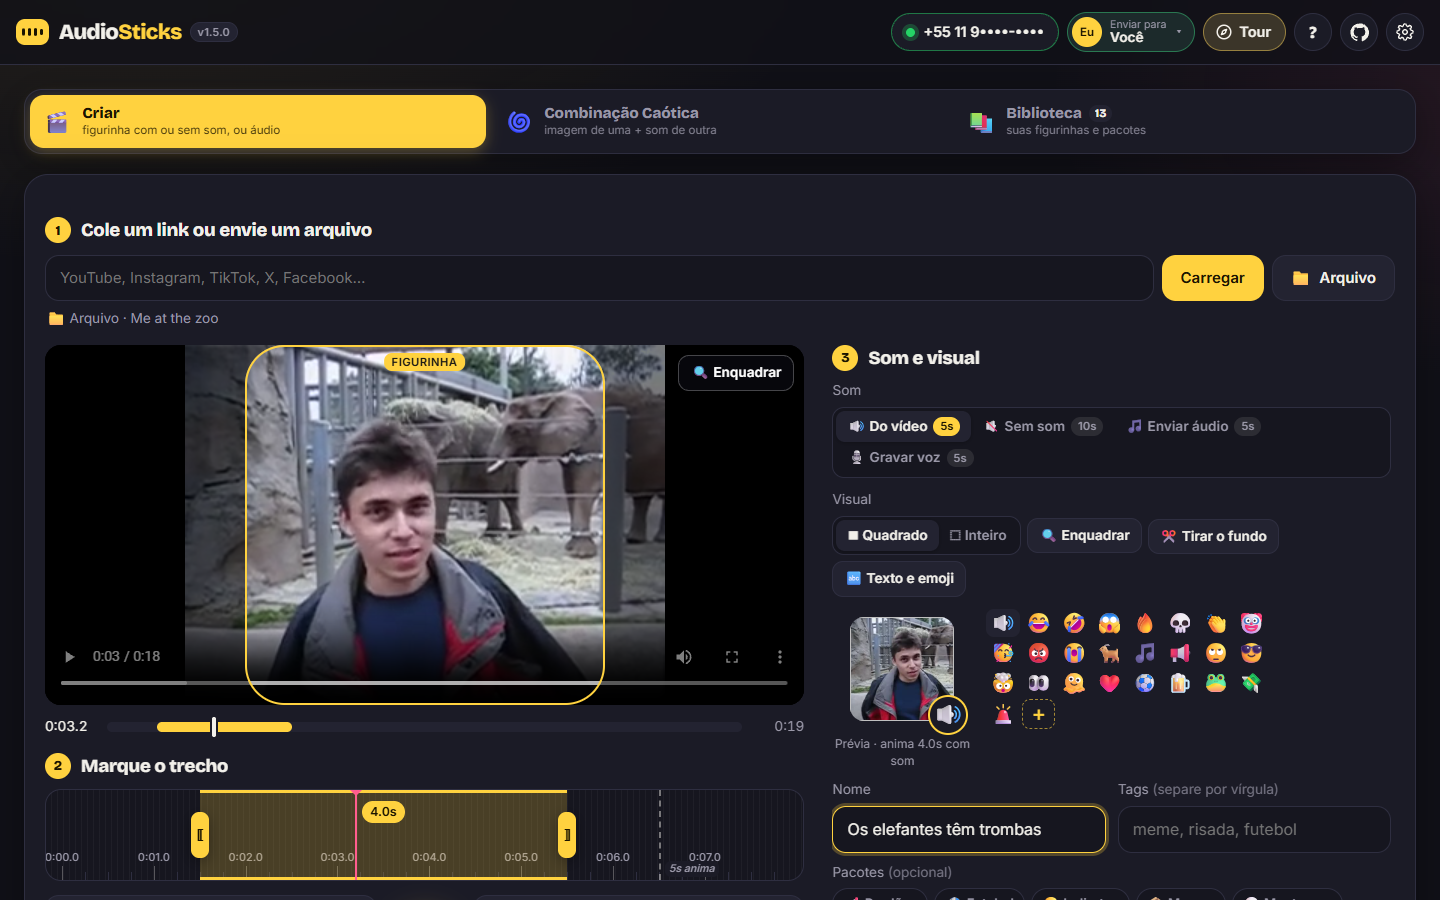 AudioSticks v1.5.0
+55 11 9••••-••••
Eu
Enviar para
Você
Tour
?
Criar
figurinha com ou sem som, ou áudio
Combinação Caótica
imagem de uma + som de outra
Biblioteca 13
suas figurinhas e pacotes
1 Cole um link ou envie um arquivo
YouTube, Instagram, TikTok, X, Facebook...
Carregar
Arquivo
Arquivo · Me at the zoo
FIGURINHA
Enquadrar
0:03 / 0:18
0:03.2
0:19
2 Marque o trecho
4.0s
0:00.0 0:01.0 0:02.0 0:03.0 0:04.0 0:05.0 0:06.0 0:07.0
5s anima
3 Som e visual
Som
Do vídeo 5s
Sem som 10s
Enviar áudio 5s
Gravar voz 5s
Visual
Quadrado
Inteiro
Enquadrar
Tirar o fundo
abc Texto e emoji
+
Prévia · anima 4.0s com
som
Nome
Os elefantes têm trombas
Tags (separe por vírgula)
meme, risada, futebol
Pacotes (opcional)